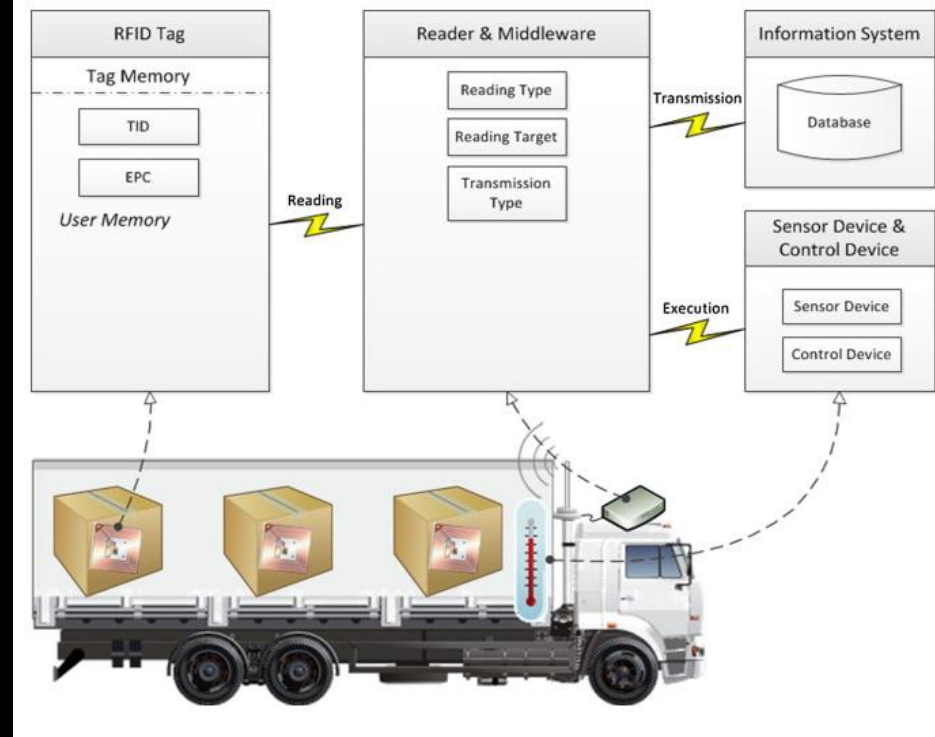 RFID Tag
Tag Memory
TID
EPC
User Memory
Reading
Reader & Middleware
Reading Type
Reading Target
Transmission
Type
Transmission
Execution
Information System
Database
Sensor Device &
Control Device
Sensor Device
Control Device